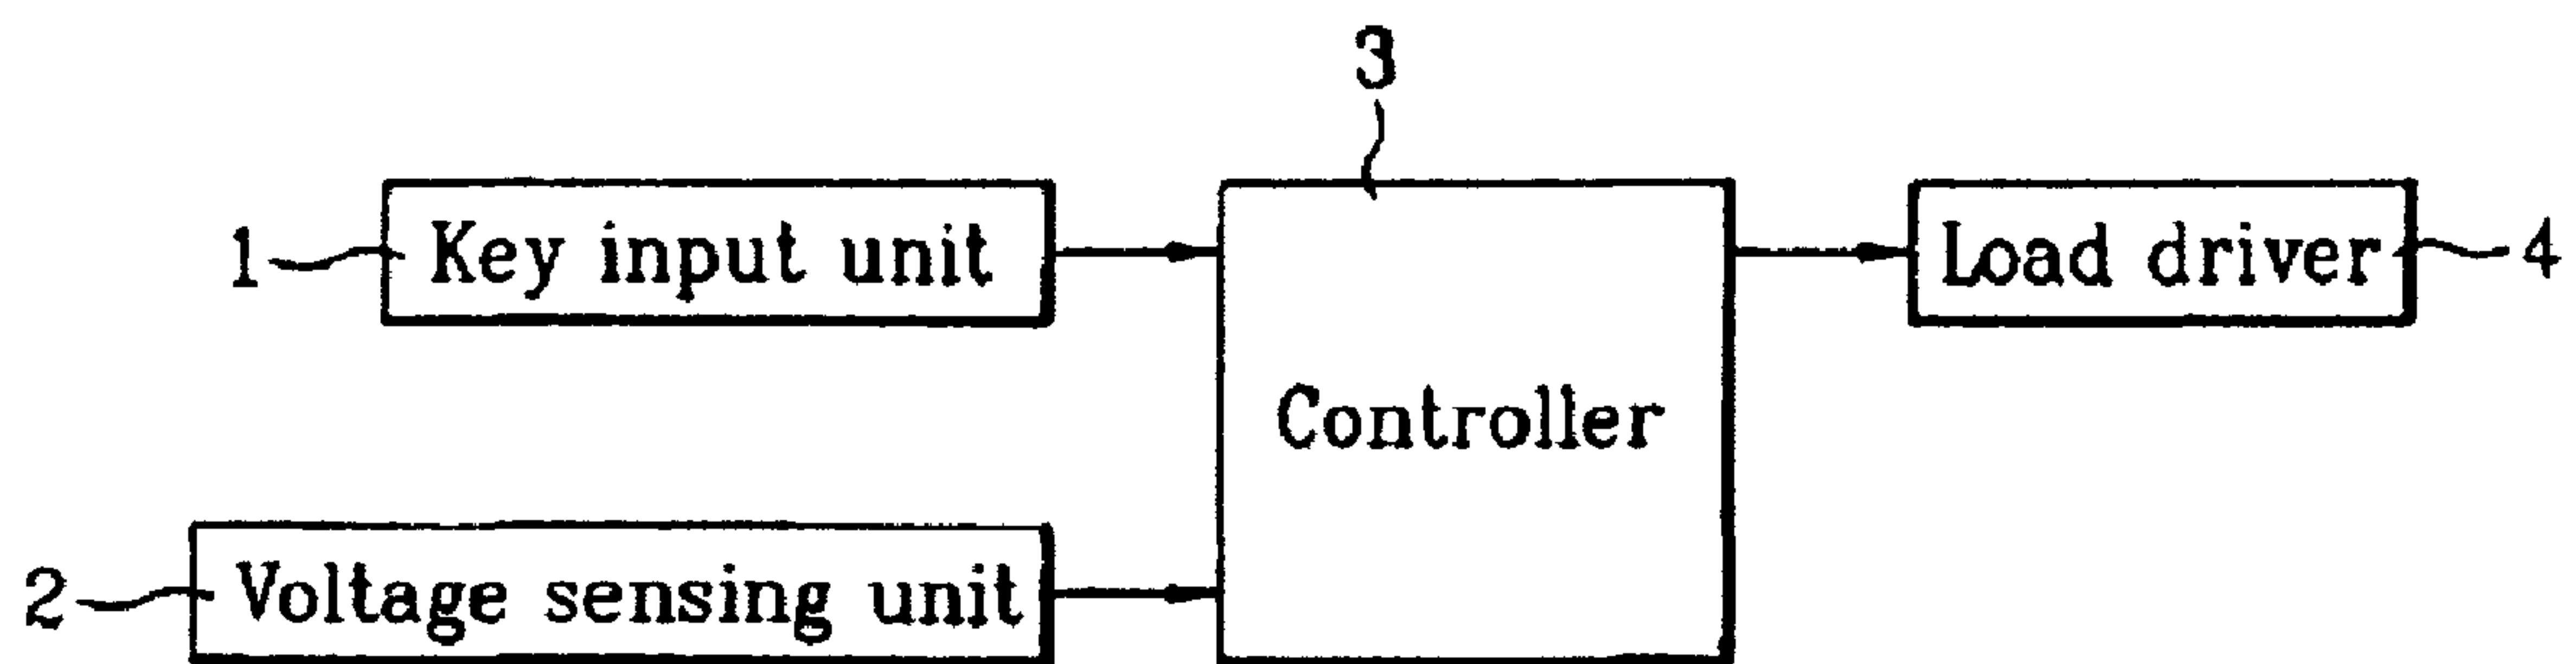 3
1 Key input unit
Load driver 4
Controller
2 Voltage sensing unit